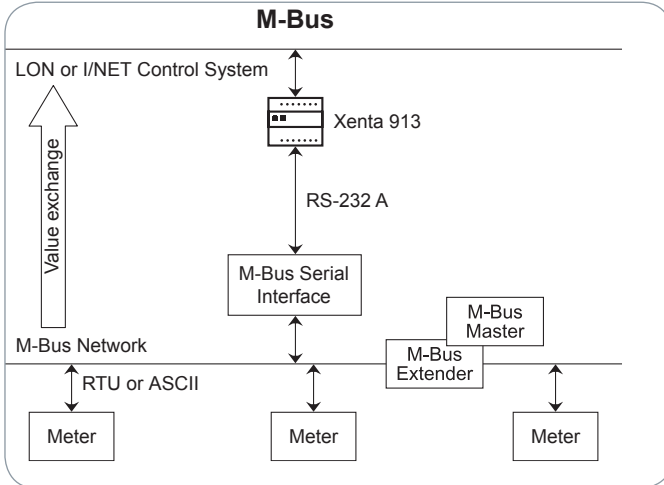 M-Bus
LON or I/NET Control System
Xenta 913
Value exchange
RS-232 A
M-Bus Serial
Interface
M-Bus
Master
M-Bus Network
M-Bus
Extender
RTU or ASCII
Meter
Meter
Meter